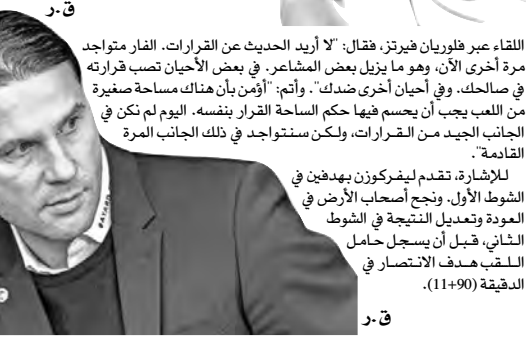 ق.ر
اللقاء عبر فلوريان فيرتز، فقال: "لا أريد الحديث عن القرارات. الفار متواجد
مرة أخرى الآن، وهو ما يزيل بعض المشاعر. في بعض الأحيان تصب قرارته
في صالحك. وفي أحيان أخرى ضدك". وأتم: "أؤمن بأن هناك مساحة صغيرة
من اللعب يجب أن يحسم فيها حكم الساحة القرار بنفسه. اليوم لم نكن في
الجانب الجيد من القرارات، ولكن سنتواجد في ذلك الجانب المرة
القادمة".
للإشارة، تقدم ليفركوزن بهدفين في
الشوط الأول. ونجح أصحاب الأرض في
العودة وتعديل النتيجة في الشوط
الثاني، قبل أن يسجل حامل
اللقب هدف الانتصار في
الدقيقة (90+11).
ق.ر